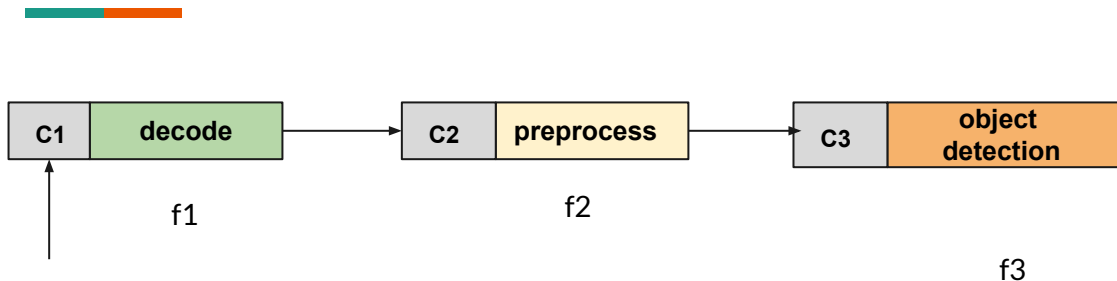 C1
decode
C2
preprocess
C3
object
detection
f1
f2
f3